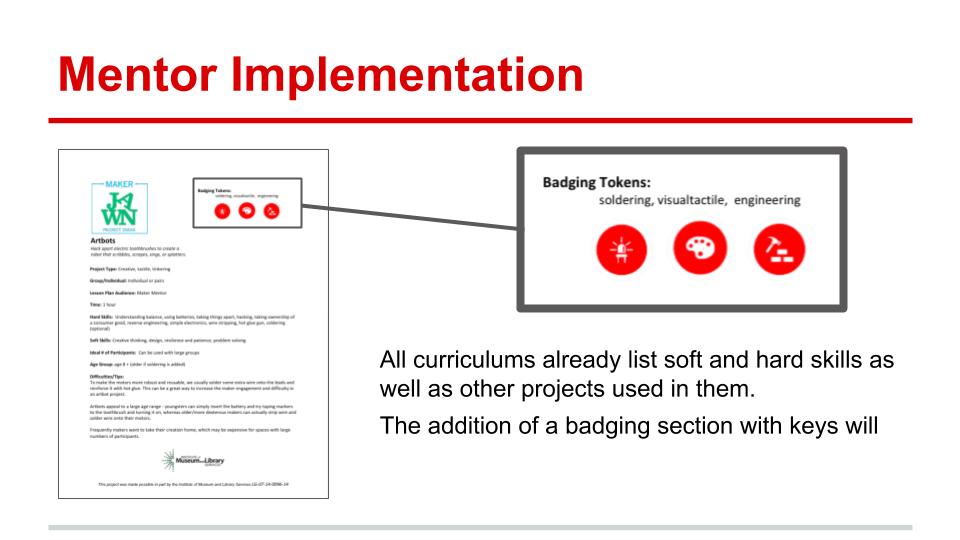 Mentor Implementation
MAKER
JAWN
PROJECT IDEAS
Badging Tokens:
soldering, visualtactile, engineering
Artbots
Hack apart electric toothbrushes to create a
robot that scribbles, scrapes, sings, or splatters.
Project Type: Creative, tactile, tinkering
Group/Individual: Individual or pairs
Lesson Plan Audience: Maker Mentor
Time: 1 hour
Hard Skills: Understanding balance, using batteries, taking things apart, hacking, taking ownership of
a consumer good, reverse engineering, simple electronics, wire stripping, hot glue gun, soldering
(optional)
Soft Skills: Creative thinking, design, resilience and patience, problem solving
Ideal # of Participants: Can be used with large groups
Age Group: age 8 + (older if soldering is added)
Difficulties/Tips:
To make the motors more robust and reusable, we usually solder some extra wire onto the leads and
reinforce it with hot glue. This can be a great way to increase the maker engagement and difficulty in
an artbot project.
Artbots appeal to a large age range - youngsters can simply invert the battery and try taping markers
to the toothbrush and turning it on, whereas older/more dexterous makers can actually strip wire and
solder wire onto their motors.
Frequently makers want to take their creation home, which may be expensive for spaces with large
numbers of participants.
INSTITUTE of
Museum and Library
SERVICES
This project was made possible in part by the Institute of Museum and Library Services LG-07-14-0096-14
Badging Tokens:
soldering, visualtactile, engineering
All curriculums already list soft and hard skills as
well as other projects used in them.
The addition of a badging section with keys will